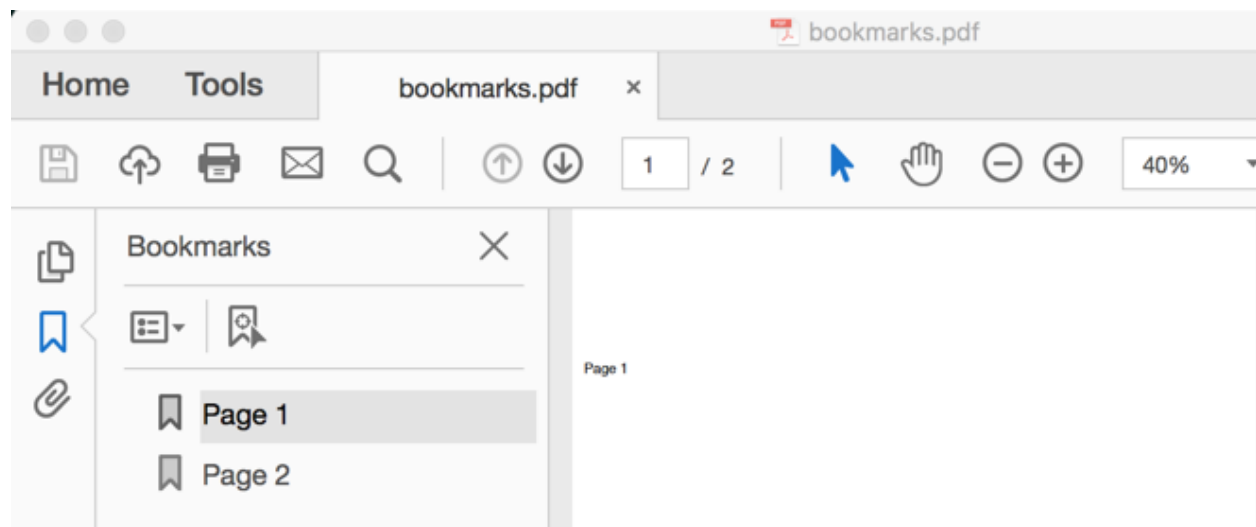 bookmarks.pdf
Home Tools bookmarks.pdf ×
1 / 2 40%
Bookmarks
Page 1
Page 1
Page 2